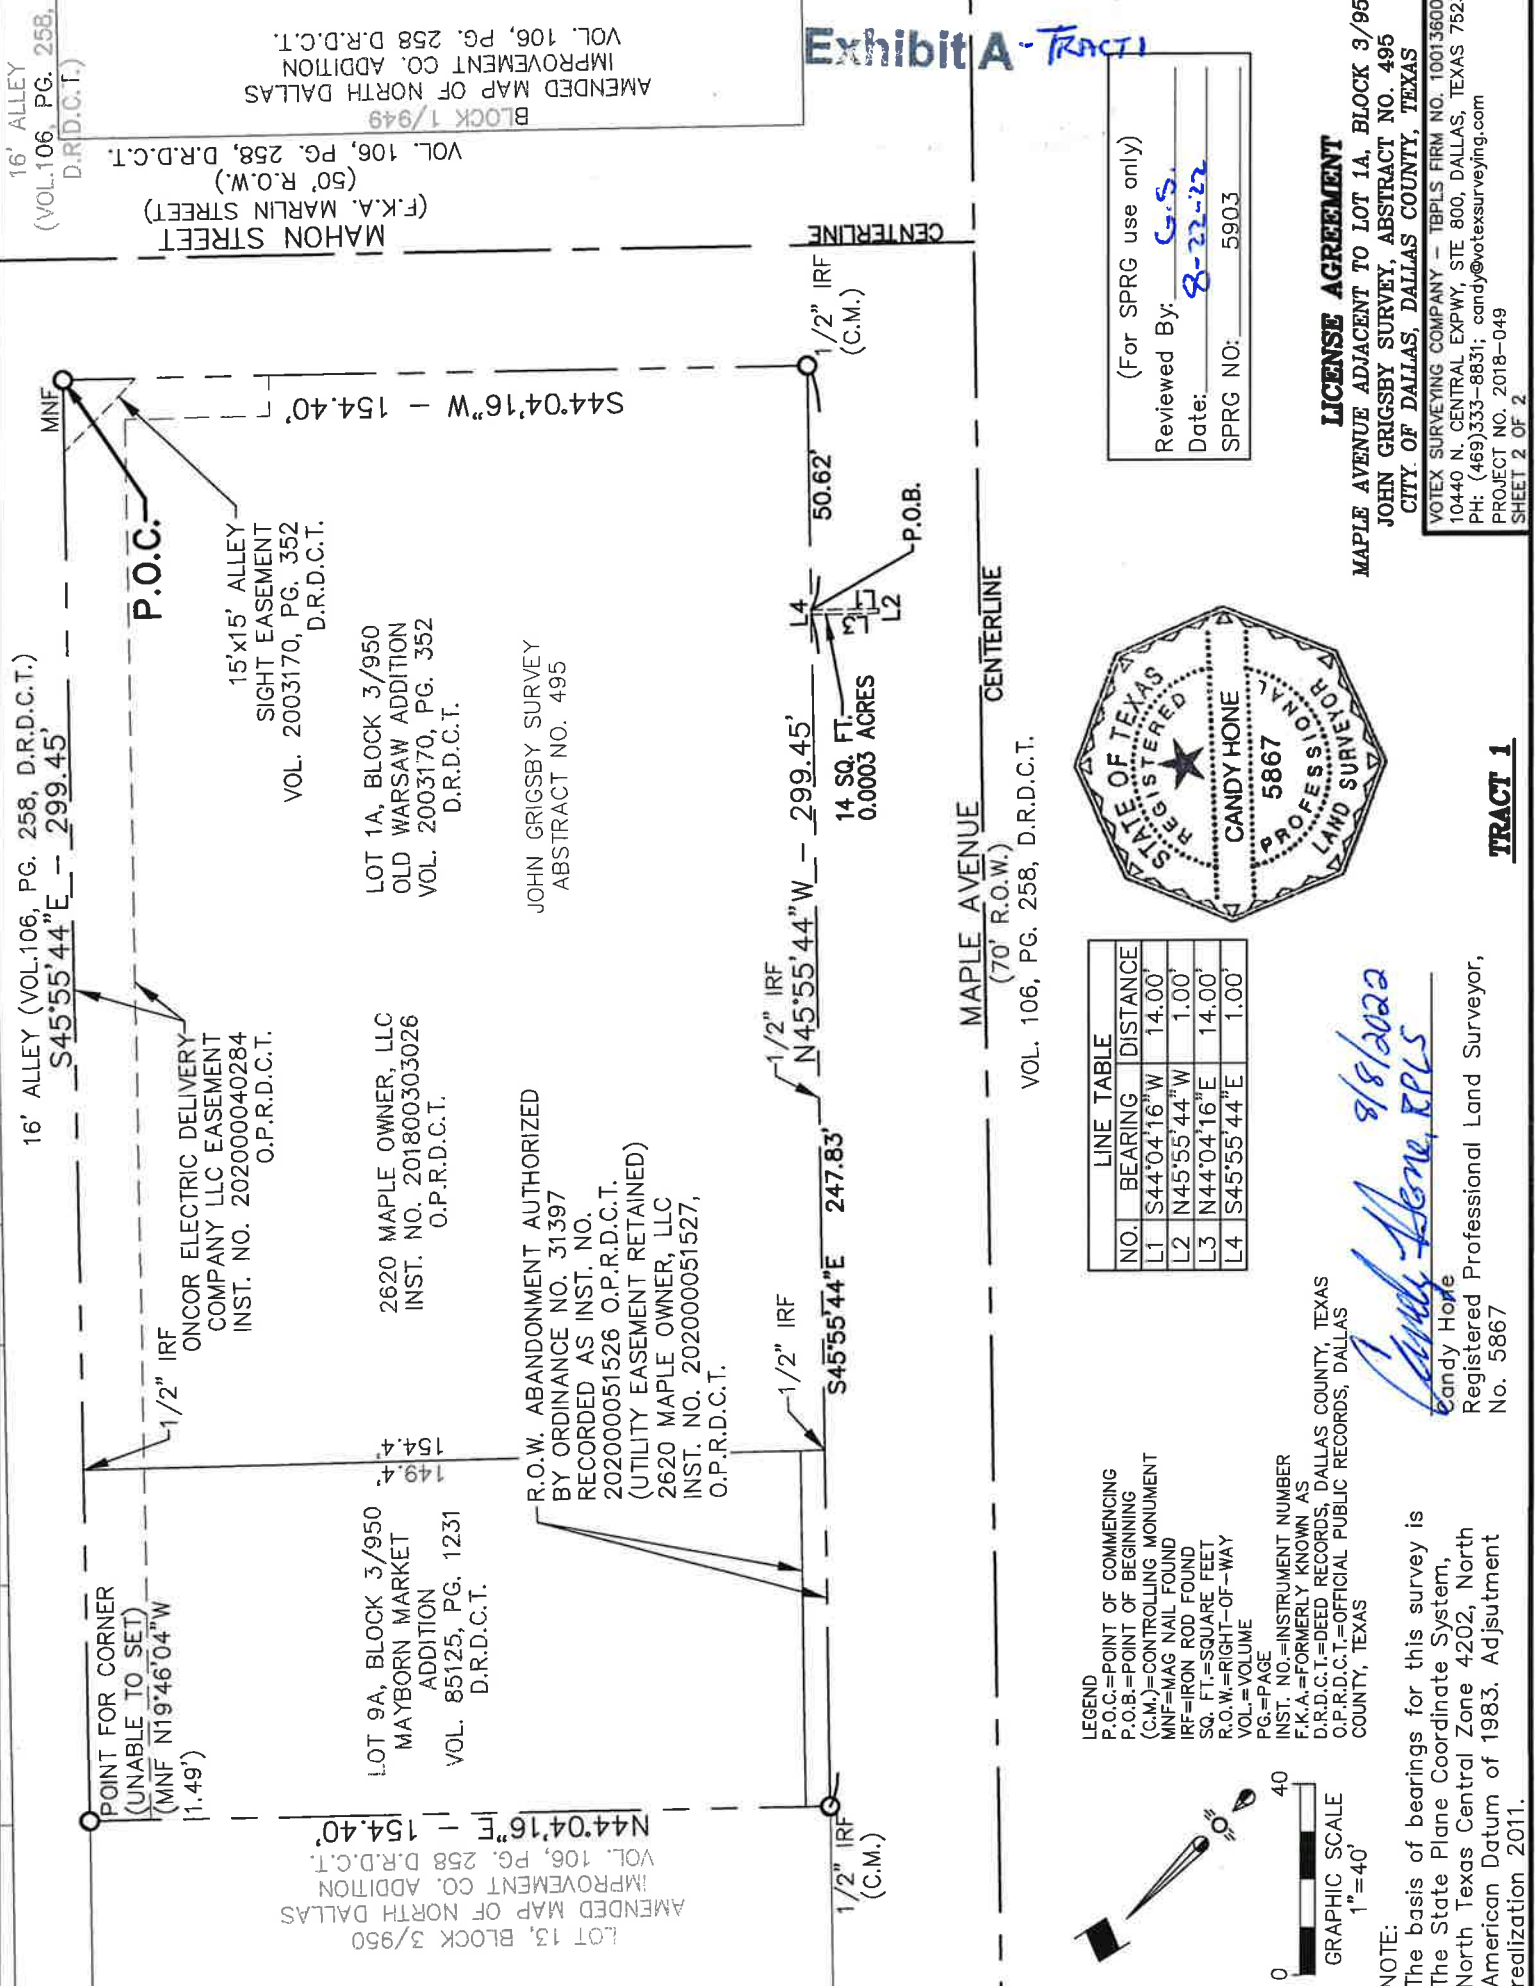 Exhibit A - TRACT 1
16' ALLEY
(VOL.106, PG. 258,
D.R.D.C.T.)
BLOCK 1/949
AMENDED MAP OF NORTH DALLAS
IMPROVEMENT CO. ADDITION
VOL. 106, PG. 258 D.R.D.C.T.
MAHON STREET
(F.K.A. MARLIN STREET)
(50' R.O.W.)
VOL. 106, PG. 258, D.R.D.C.T.
CENTERLINE
16' ALLEY (VOL.106, PG. 258, D.R.D.C.T.)
S45°55'44"E - 299.45'
MNF
P.O.C.
S44°04'16"W - 154.40'
15'x15' ALLEY
SIGHT EASEMENT
VOL. 2003170, PG. 352
D.R.D.C.T.
LOT 1A, BLOCK 3/950
OLD WARSAW ADDITION
VOL. 2003170, PG. 352
D.R.D.C.T.
JOHN GRIGSBY SURVEY
ABSTRACT NO. 495
1/2" IRF
(C.M.)
50.62'
P.O.B.
L4
L1
L3
L2
14 SQ. FT.
0.0003 ACRES
N45°55'44"W - 299.45'
1/2" IRF
ONCOR ELECTRIC DELIVERY
COMPANY LLC EASEMENT
INST. NO. 202000040284
O.P.R.D.C.T.
1/2" IRF
2620 MAPLE OWNER, LLC
INST. NO. 201800303026
O.P.R.D.C.T.
R.O.W. ABANDONMENT AUTHORIZED
BY ORDINANCE NO. 31397
RECORDED AS INST. NO.
202000051526 O.P.R.D.C.T.
(UTILITY EASEMENT RETAINED)
2620 MAPLE OWNER, LLC
INST. NO. 202000051527,
O.P.R.D.C.T.
S45°55'44"E 247.83'
1/2" IRF
154.4'
149.4'
POINT FOR CORNER
(UNABLE TO SET)
(MNF N19°46'04"W
1.49')
LOT 9A, BLOCK 3/950
MAYBORN MARKET
ADDITION
VOL. 85125, PG. 1231
D.R.D.C.T.
N44°04'16"E - 154.40'
LOT 13, BLOCK 3/950
AMENDED MAP OF NORTH DALLAS
IMPROVEMENT CO. ADDITION
VOL. 106, PG. 258 D.R.D.C.T.
1/2" IRF
(C.M.)
MAPLE AVENUE
(70' R.O.W.)
VOL. 106, PG. 258, D.R.D.C.T.
CENTERLINE
LEGEND
P.O.C.=POINT OF COMMENCING
P.O.B.=POINT OF BEGINNING
(C.M.)=CONTROLLING MONUMENT
MNF=MAG NAIL FOUND
IRF=IRON ROD FOUND
SQ. FT.=SQUARE FEET
R.O.W.=RIGHT-OF-WAY
VOL.=VOLUME
PG.=PAGE
INST. NO.=INSTRUMENT NUMBER
F.K.A.=FORMERLY KNOWN AS
D.R.D.C.T.=DEED RECORDS, DALLAS COUNTY, TEXAS
O.P.R.D.C.T.=OFFICIAL PUBLIC RECORDS, DALLAS
COUNTY, TEXAS
LINE TABLE
NO. BEARING DISTANCE
L1 S44°04'16"W 14.00'
L2 N45°55'44"W 1.00'
L3 N44°04'16"E 14.00'
L4 S45°55'44"E 1.00'
STATE OF TEXAS
REGISTERED
CANDY HONE
5867
PROFESSIONAL
LAND SURVEYOR
(For SPRG use only)
Reviewed By: G.S.
Date: 8-22-22
SPRG NO: 5903
0 40
GRAPHIC SCALE
1"=40'
NOTE:
The basis of bearings for this survey is
The State Plane Coordinate System,
North Texas Central Zone 4202, North
American Datum of 1983. Adjsutment
realization 2011.
Candy Hone, RPLS 8/8/2022
Candy Hone
Registered Professional Land Surveyor,
No. 5867
TRACT 1
LICENSE AGREEMENT
MAPLE AVENUE ADJACENT TO LOT 1A, BLOCK 3/95
JOHN GRIGSBY SURVEY, ABSTRACT NO. 495
CITY OF DALLAS, DALLAS COUNTY, TEXAS
VOTEX SURVEYING COMPANY - TBPLS FIRM NO. 10013600
10440 N. CENTRAL EXPWY, STE 800, DALLAS, TEXAS 752
PH: (469)333-8831; candy@votexsurveying.com
PROJECT NO. 2018-049
SHEET 2 OF 2